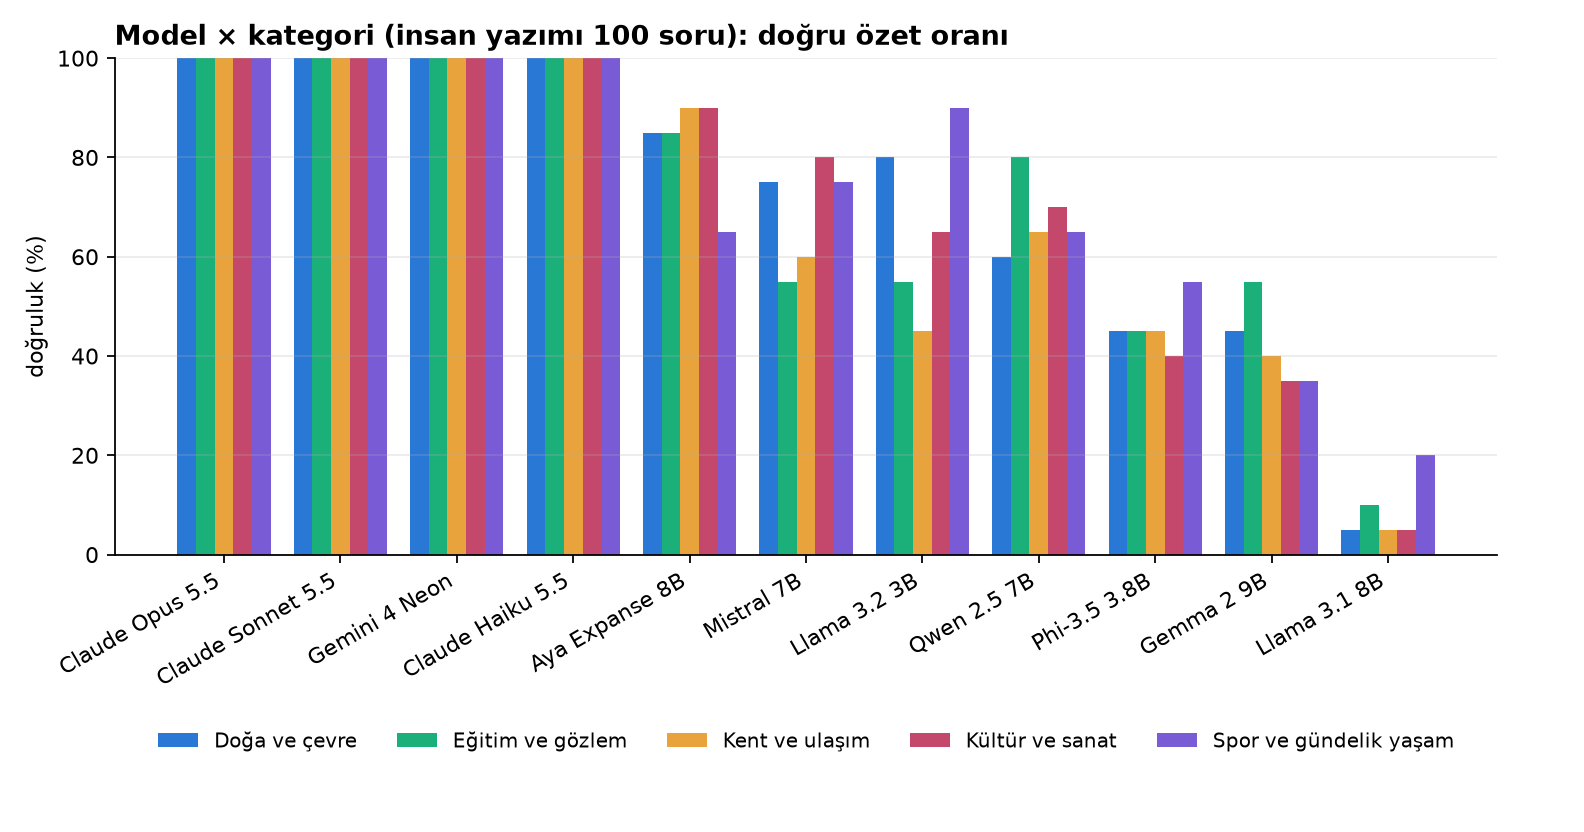 Model × kategori (insan yazımı 100 soru): doğru özet oranı
doğruluk (%)
100
80
60
40
20
0
Claude Opus 5.5
Claude Sonnet 5.5
Gemini 4 Neon
Claude Haiku 5.5
Aya Expanse 8B
Mistral 7B
Llama 3.2 3B
Qwen 2.5 7B
Phi-3.5 3.8B
Gemma 2 9B
Llama 3.1 8B
Doğa ve çevre
Eğitim ve gözlem
Kent ve ulaşım
Kültür ve sanat
Spor ve gündelik yaşam